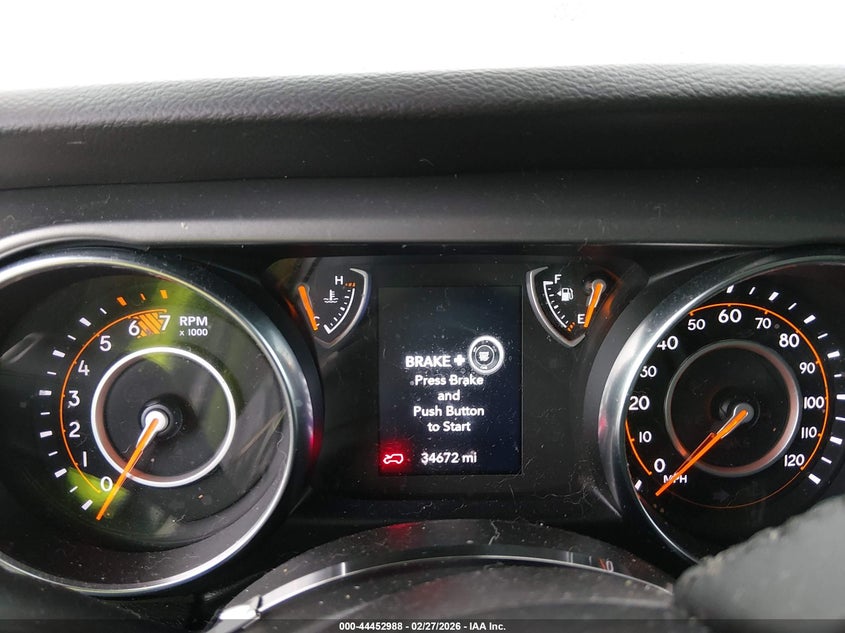 H
C
F
E
0
1
2
3
4
5
6
7
RPM
x 1000
BRAKE +
Press Brake
and
Push Button
to Start
34672 mi
0
10
20
30
40
50
60
70
80
90
100
110
120
MPH
000-44452988 - 02/27/2026 - IAA Inc.